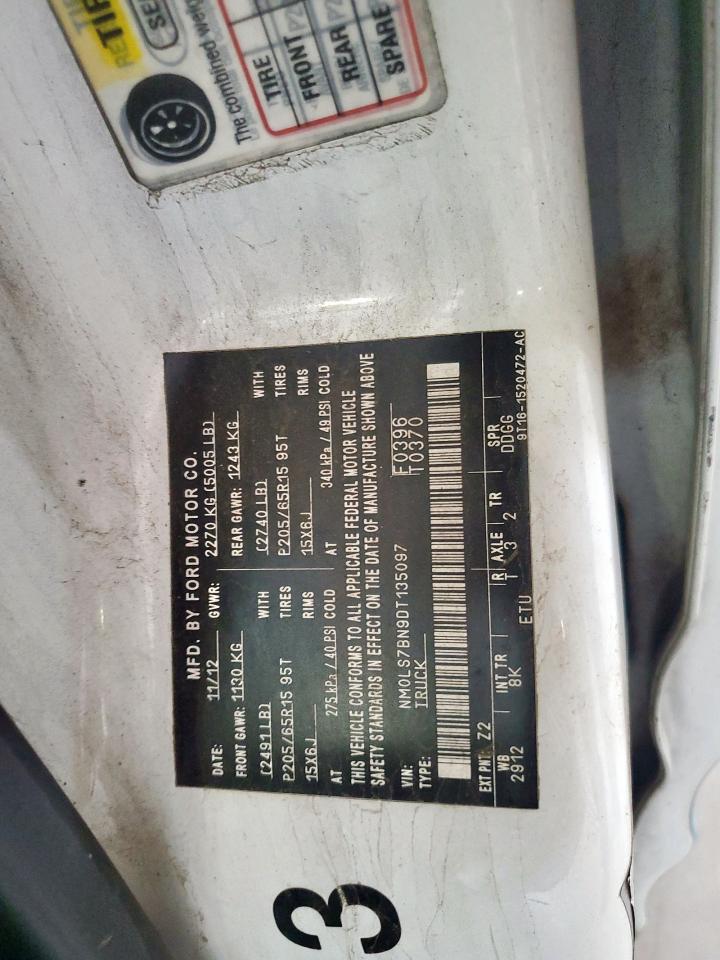 TIRE
SE
The combined weig
TIRE
FRONT
REAR
SPARE
MFD. BY FORD MOTOR CO.
DATE: 11/12 GVWR: 2270 KG (5005 LB)
FRONT GAWR: 1130 KG REAR GAWR: 1243 KG
(2491 LB) WITH (2740 LB) WITH
P205/65R15 95T TIRES P205/65R15 95T TIRES
15X6J RIMS 15X6J RIMS
AT 275 kPa / 40 PSI COLD AT 340 kPa / 49 PSI COLD
THIS VEHICLE CONFORMS TO ALL APPLICABLE FEDERAL MOTOR VEHICLE
SAFETY STANDARDS IN EFFECT ON THE DATE OF MANUFACTURE SHOWN ABOVE
VIN: NM0LS7BN9DT135097 F0396
TYPE: TRUCK T0370
EXT PNT: Z2
WB INT TR R AXLE TR SPR
2912 8K T 3 2 DDGG
ETU 9T16-1520472-AC
3